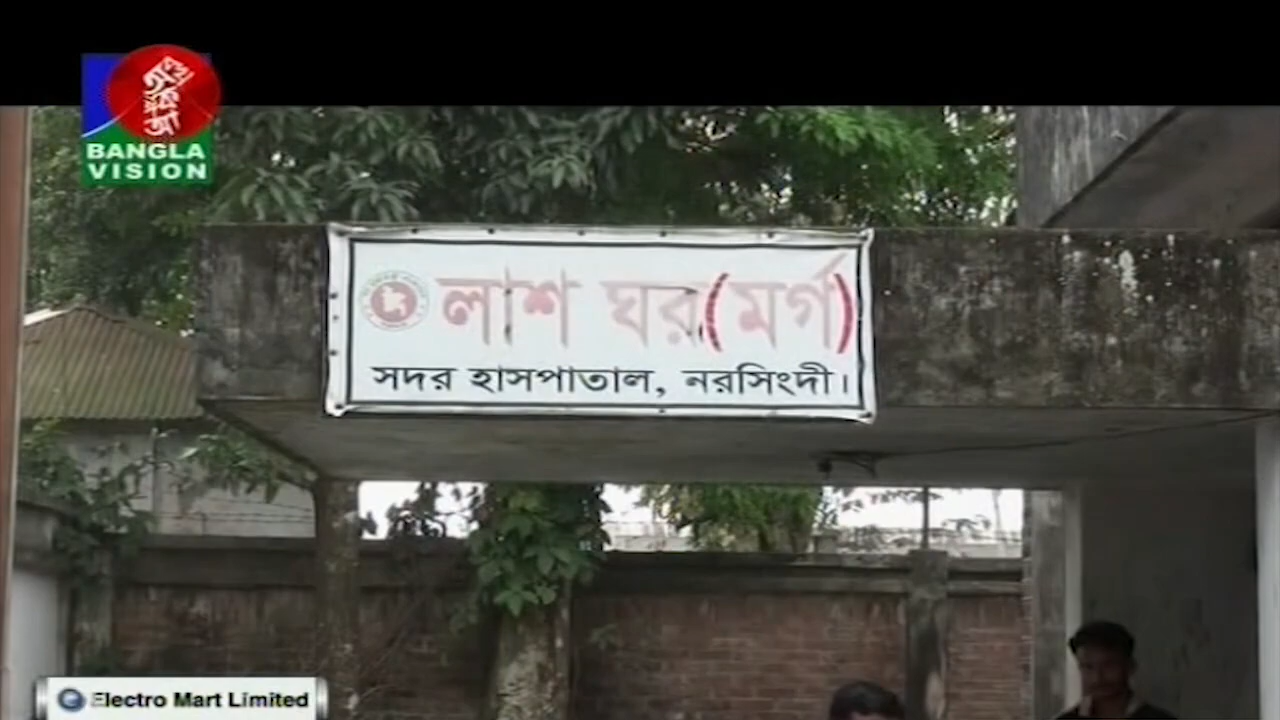 BANGLA
VISION
লাশ ঘর (মর্গ)
সদর হাসপাতাল, নরসিংদী।
Electro Mart Limited